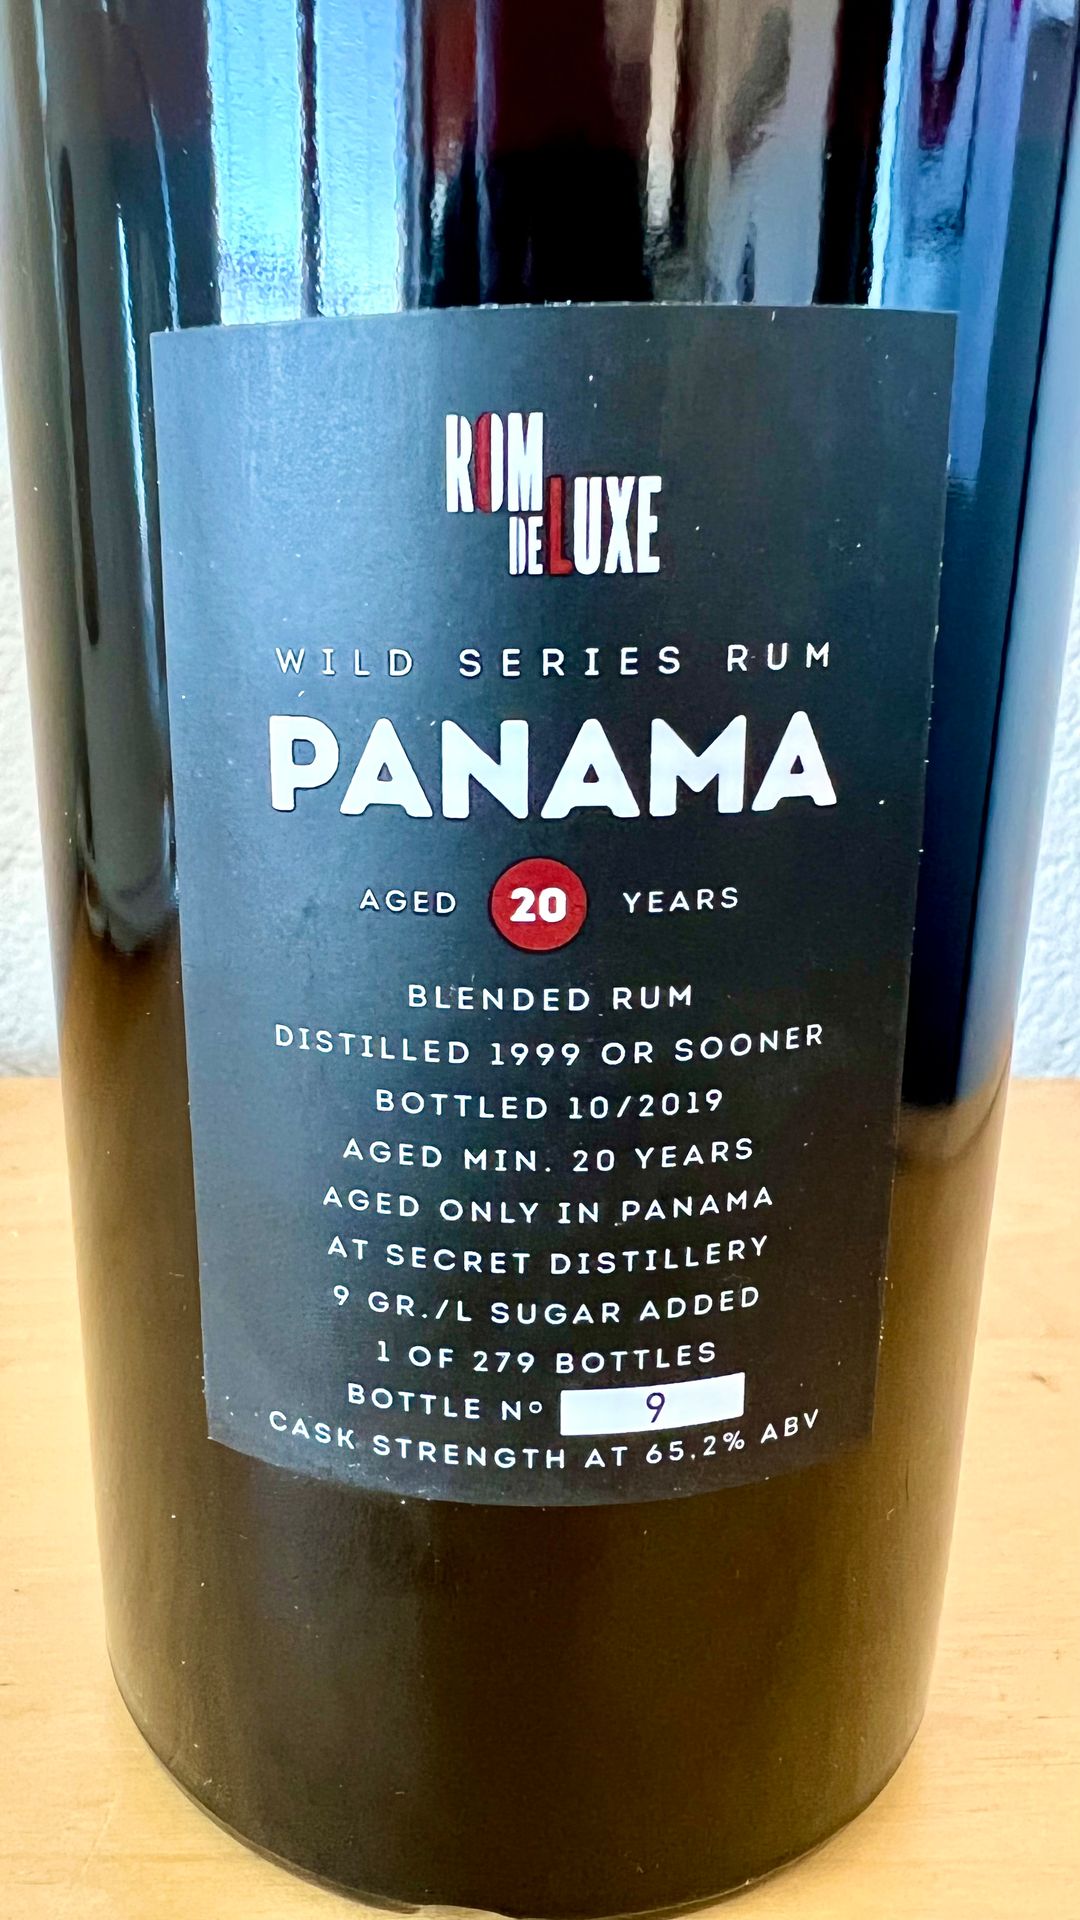 ROM
DE LUXE
WILD SERIES RUM
PANAMA
AGED 20 YEARS
BLENDED RUM
DISTILLED 1999 OR SOONER
BOTTLED 10/2019
AGED MIN. 20 YEARS
AGED ONLY IN PANAMA
AT SECRET DISTILLERY
9 GR./L SUGAR ADDED
1 OF 279 BOTTLES
BOTTLE Nº 9
CASK STRENGTH AT 65,2% ABV